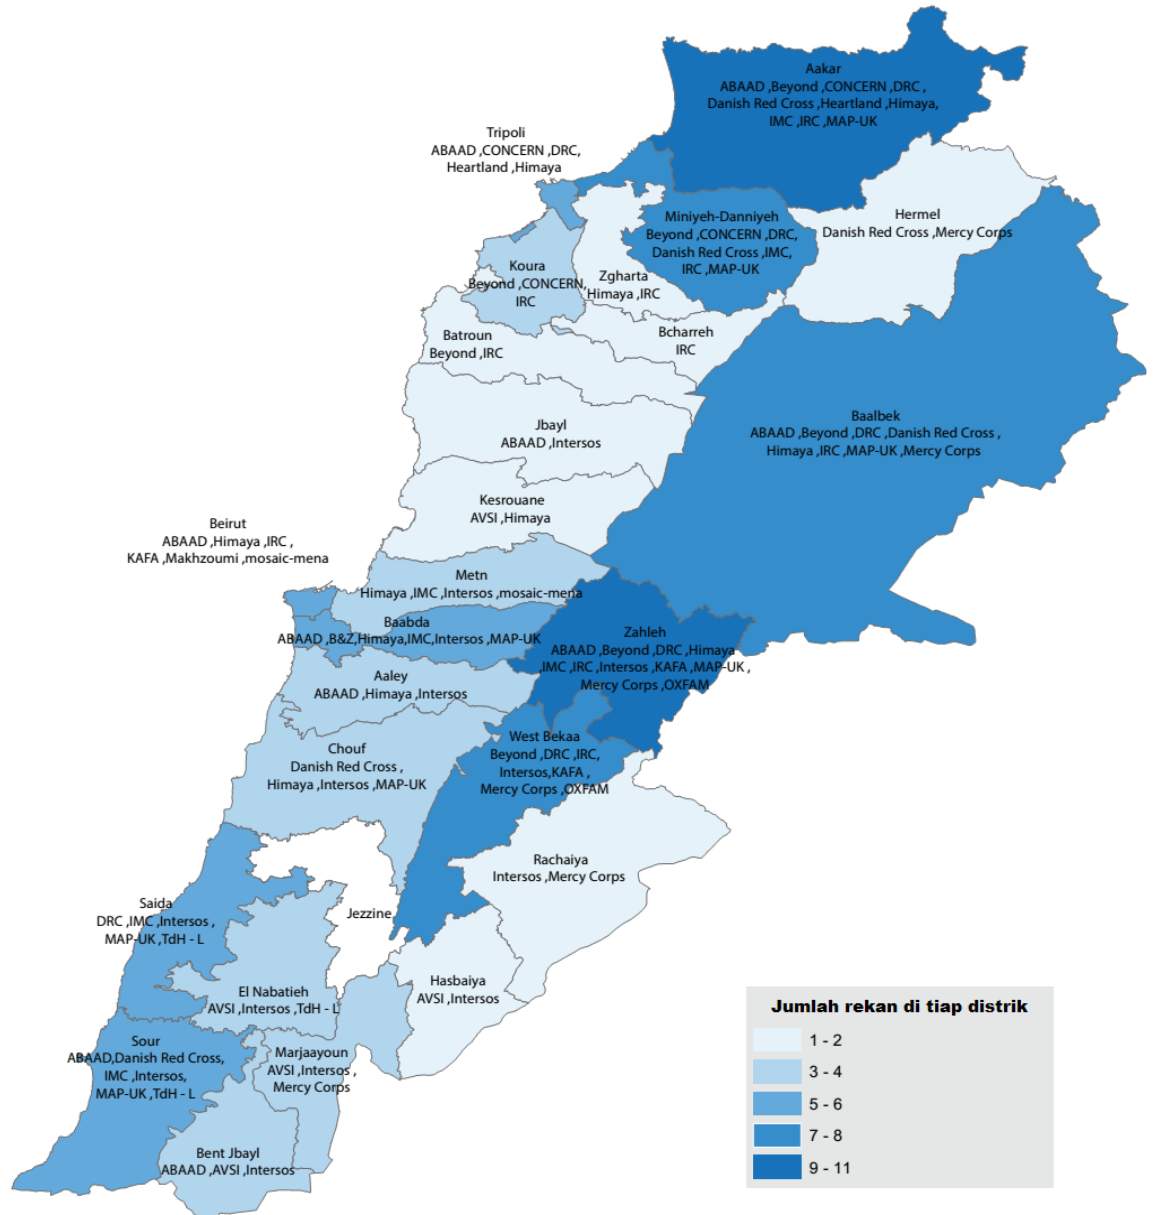 Aakar
ABAAD ,Beyond ,CONCERN ,DRC ,
Danish Red Cross ,Heartland ,Himaya,
IMC ,IRC ,MAP-UK
Tripoli
ABAAD ,CONCERN ,DRC,
Heartland ,Himaya
Miniyeh-Danniyeh
Beyond ,CONCERN ,DRC,
Danish Red Cross ,IMC,
IRC ,MAP-UK
Hermel
Danish Red Cross ,Mercy Corps
Koura
Beyond ,CONCERN,
IRC
Zgharta
Himaya ,IRC
Batroun
Beyond ,IRC
Bcharreh
IRC
Jbayl
ABAAD ,Intersos
Baalbek
ABAAD ,Beyond ,DRC ,Danish Red Cross ,
Himaya ,IRC ,MAP-UK ,Mercy Corps
Kesrouane
AVSI ,Himaya
Beirut
ABAAD ,Himaya ,IRC ,
KAFA ,Makhzoumi ,mosaic-mena
Metn
Himaya ,IMC ,Intersos ,mosaic-mena
Baabda
ABAAD ,B&Z,Himaya,IMC,Intersos ,MAP-UK
Zahleh
ABAAD ,Beyond ,DRC ,Himaya
,IMC ,IRC ,Intersos ,KAFA ,MAP-UK ,
Mercy Corps ,OXFAM
Aaley
ABAAD ,Himaya ,Intersos
Chouf
Danish Red Cross ,
Himaya ,Intersos ,MAP-UK
West Bekaa
Beyond ,DRC ,IRC,
Intersos,KAFA ,
Mercy Corps ,OXFAM
Rachaiya
Intersos ,Mercy Corps
Saida
DRC ,IMC ,Intersos ,
MAP-UK ,TdH - L
Jezzine
El Nabatieh
AVSI ,Intersos ,TdH - L
Hasbaiya
AVSI ,Intersos
Sour
ABAAD,Danish Red Cross,
IMC ,Intersos,
MAP-UK ,TdH - L
Marjaayoun
AVSI ,Intersos ,
Mercy Corps
Bent Jbayl
ABAAD ,AVSI ,Intersos
Jumlah rekan di tiap distrik
1 - 2
3 - 4
5 - 6
7 - 8
9 - 11